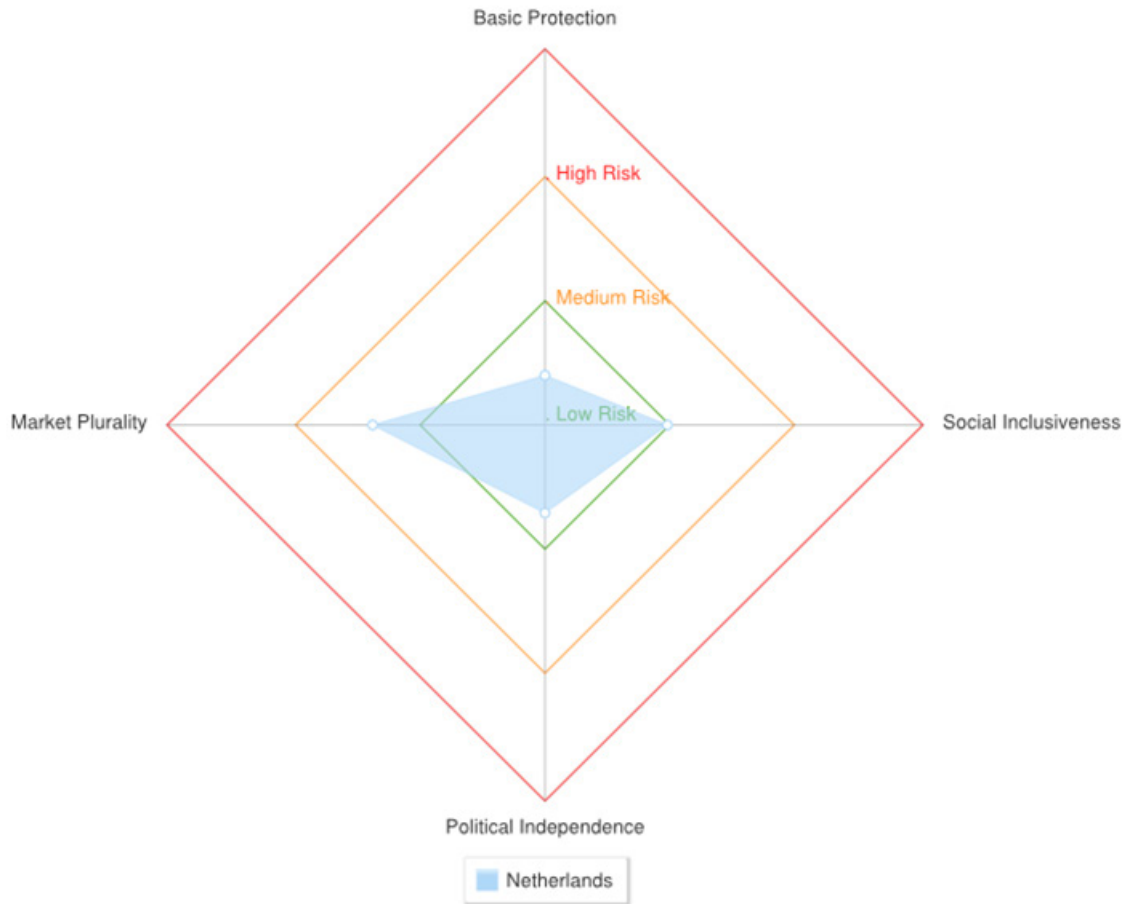 Basic Protection
High Risk
Medium Risk
Low Risk
Market Plurality
Social Inclusiveness
Political Independence
Netherlands